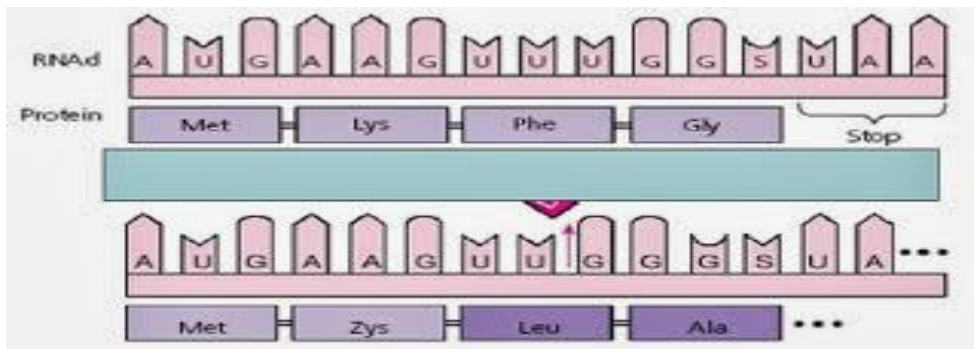 RNAd A U G A A G U U U G G S U A A
Protein Met Lys Phe Gly Stop
A U G A A G U U G G G S U A •••
Met Zys Leu Ala •••